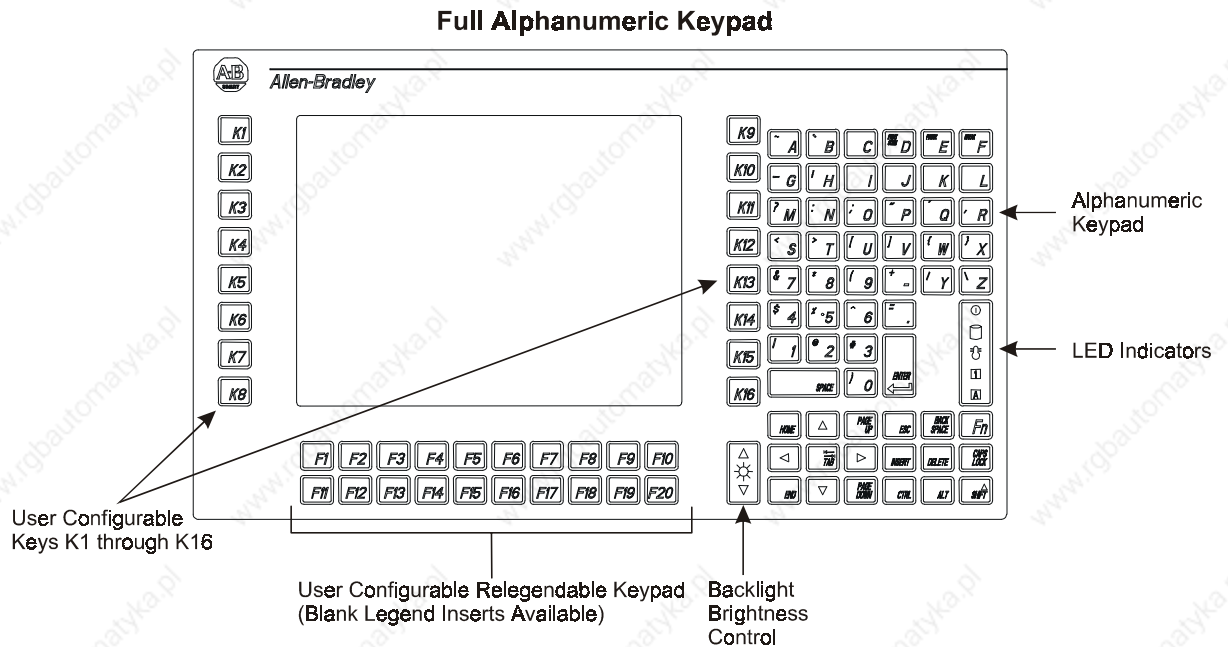 Full Alphanumeric Keypad
A·B
Allen-Bradley
K1
K2
K3
K4
K5
K6
K7
K8
K9
K10
K11
K12
K13
K14
K15
K16
~ A ` B C D E F
- G ! H I J K L
? M : N ; O " P ' Q , R
< S > T [ U ] V { W } X
& 7 * 8 ( 9 + - / Y \ Z
$ 4 % 5 ^ 6 = .
1 @ 2 # 3 ENTER
SPACE ) 0
1
A
HOME PAGE UP ESC BACK SPACE Fn
TAB INSERT DELETE CAPS LOCK
END PAGE DOWN CTRL ALT SHIFT
F1 F2 F3 F4 F5 F6 F7 F8 F9 F10
F11 F12 F13 F14 F15 F16 F17 F18 F19 F20
Alphanumeric
Keypad
LED Indicators
User Configurable
Keys K1 through K16
User Configurable Relegendable Keypad
(Blank Legend Inserts Available)
Backlight
Brightness
Control
www.rgbautomatyka.pl